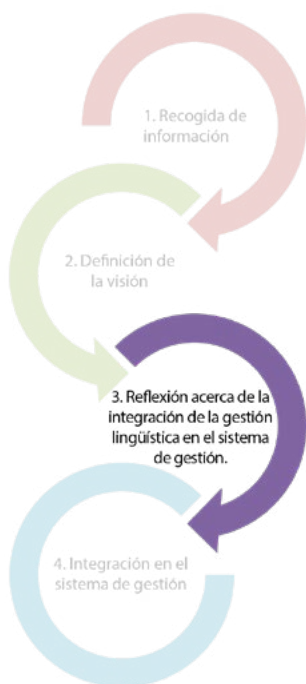 1. Recogida de
información
2. Definición de
la visión
3. Reflexión acerca de la
integración de la gestión
lingüística en el sistema
de gestión.
4. Integración en el
sistema de gestión